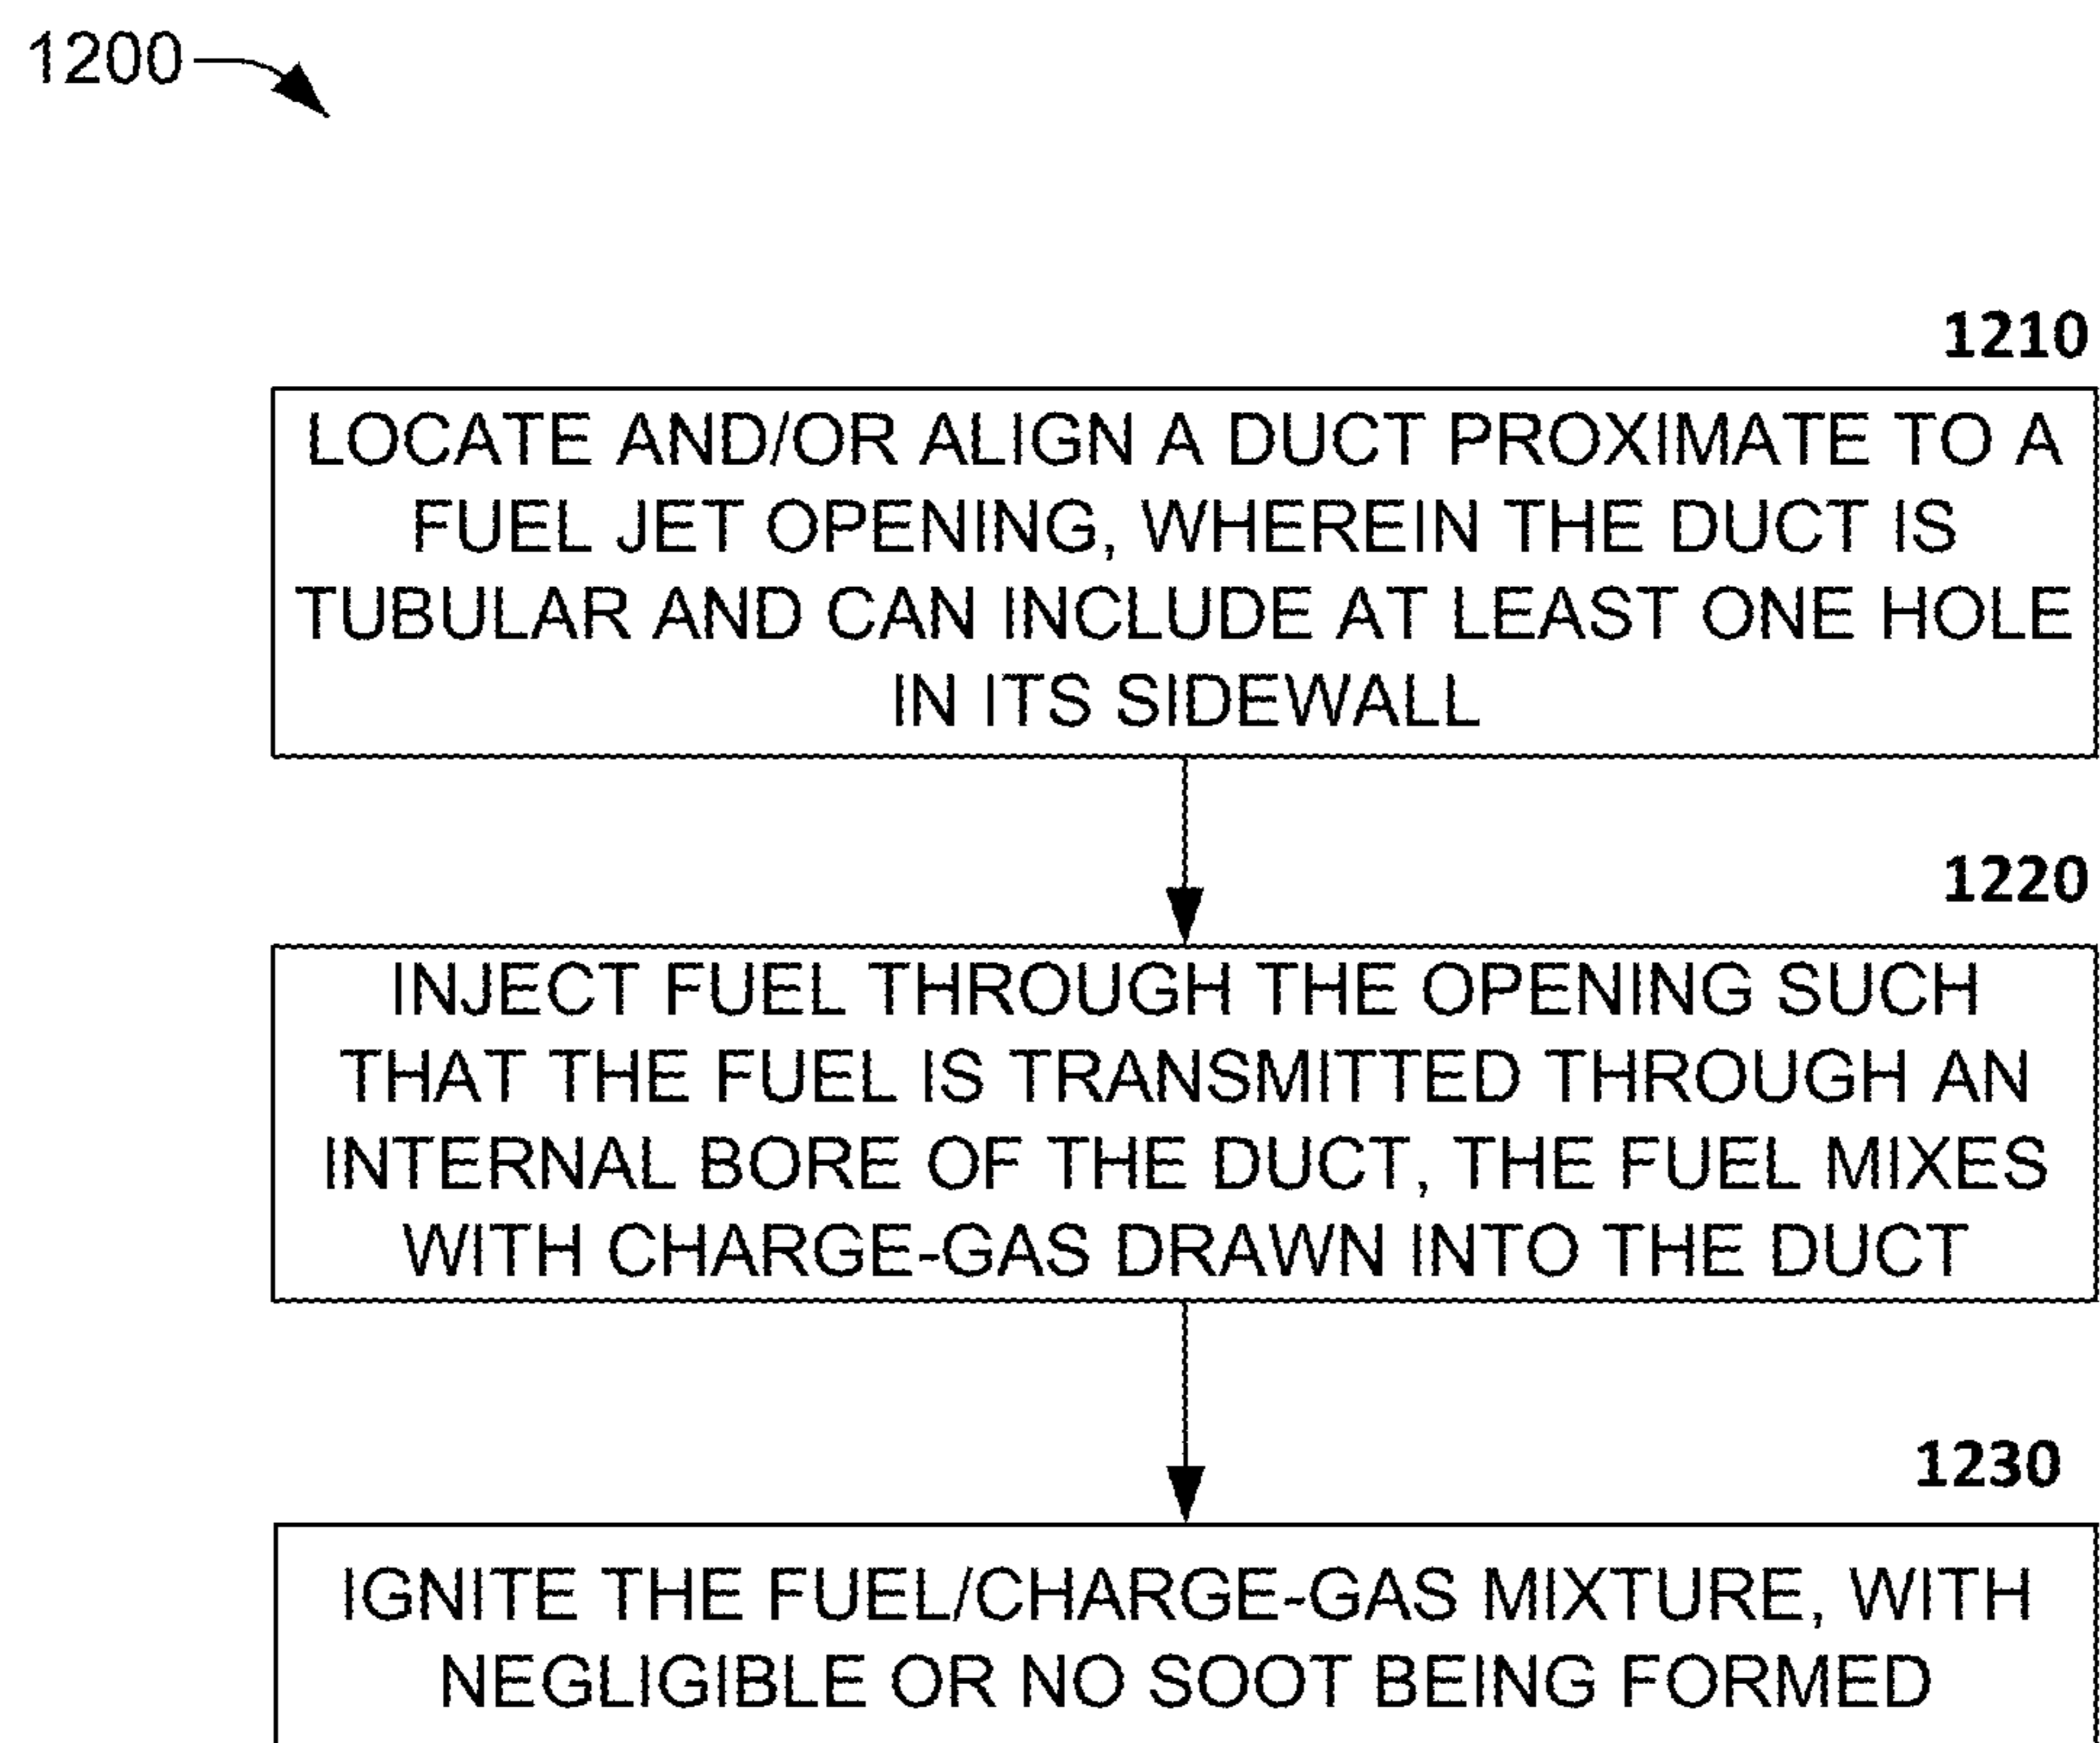 1200
1210
LOCATE AND/OR ALIGN A DUCT PROXIMATE TO A
FUEL JET OPENING, WHEREIN THE DUCT IS
TUBULAR AND CAN INCLUDE AT LEAST ONE HOLE
IN ITS SIDEWALL
1220
INJECT FUEL THROUGH THE OPENING SUCH
THAT THE FUEL IS TRANSMITTED THROUGH AN
INTERNAL BORE OF THE DUCT, THE FUEL MIXES
WITH CHARGE-GAS DRAWN INTO THE DUCT
1230
IGNITE THE FUEL/CHARGE-GAS MIXTURE, WITH
NEGLIGIBLE OR NO SOOT BEING FORMED